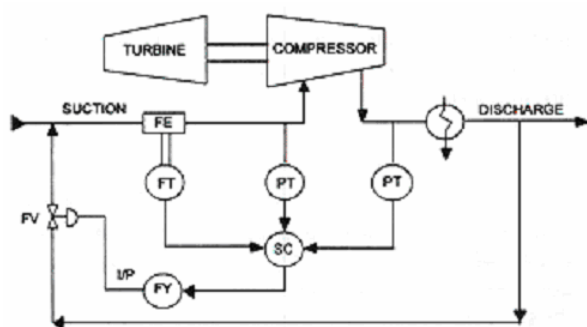 TURBINE
COMPRESSOR
SUCTION
FE
DISCHARGE
FT
PT
PT
FV
SC
I/P
FY